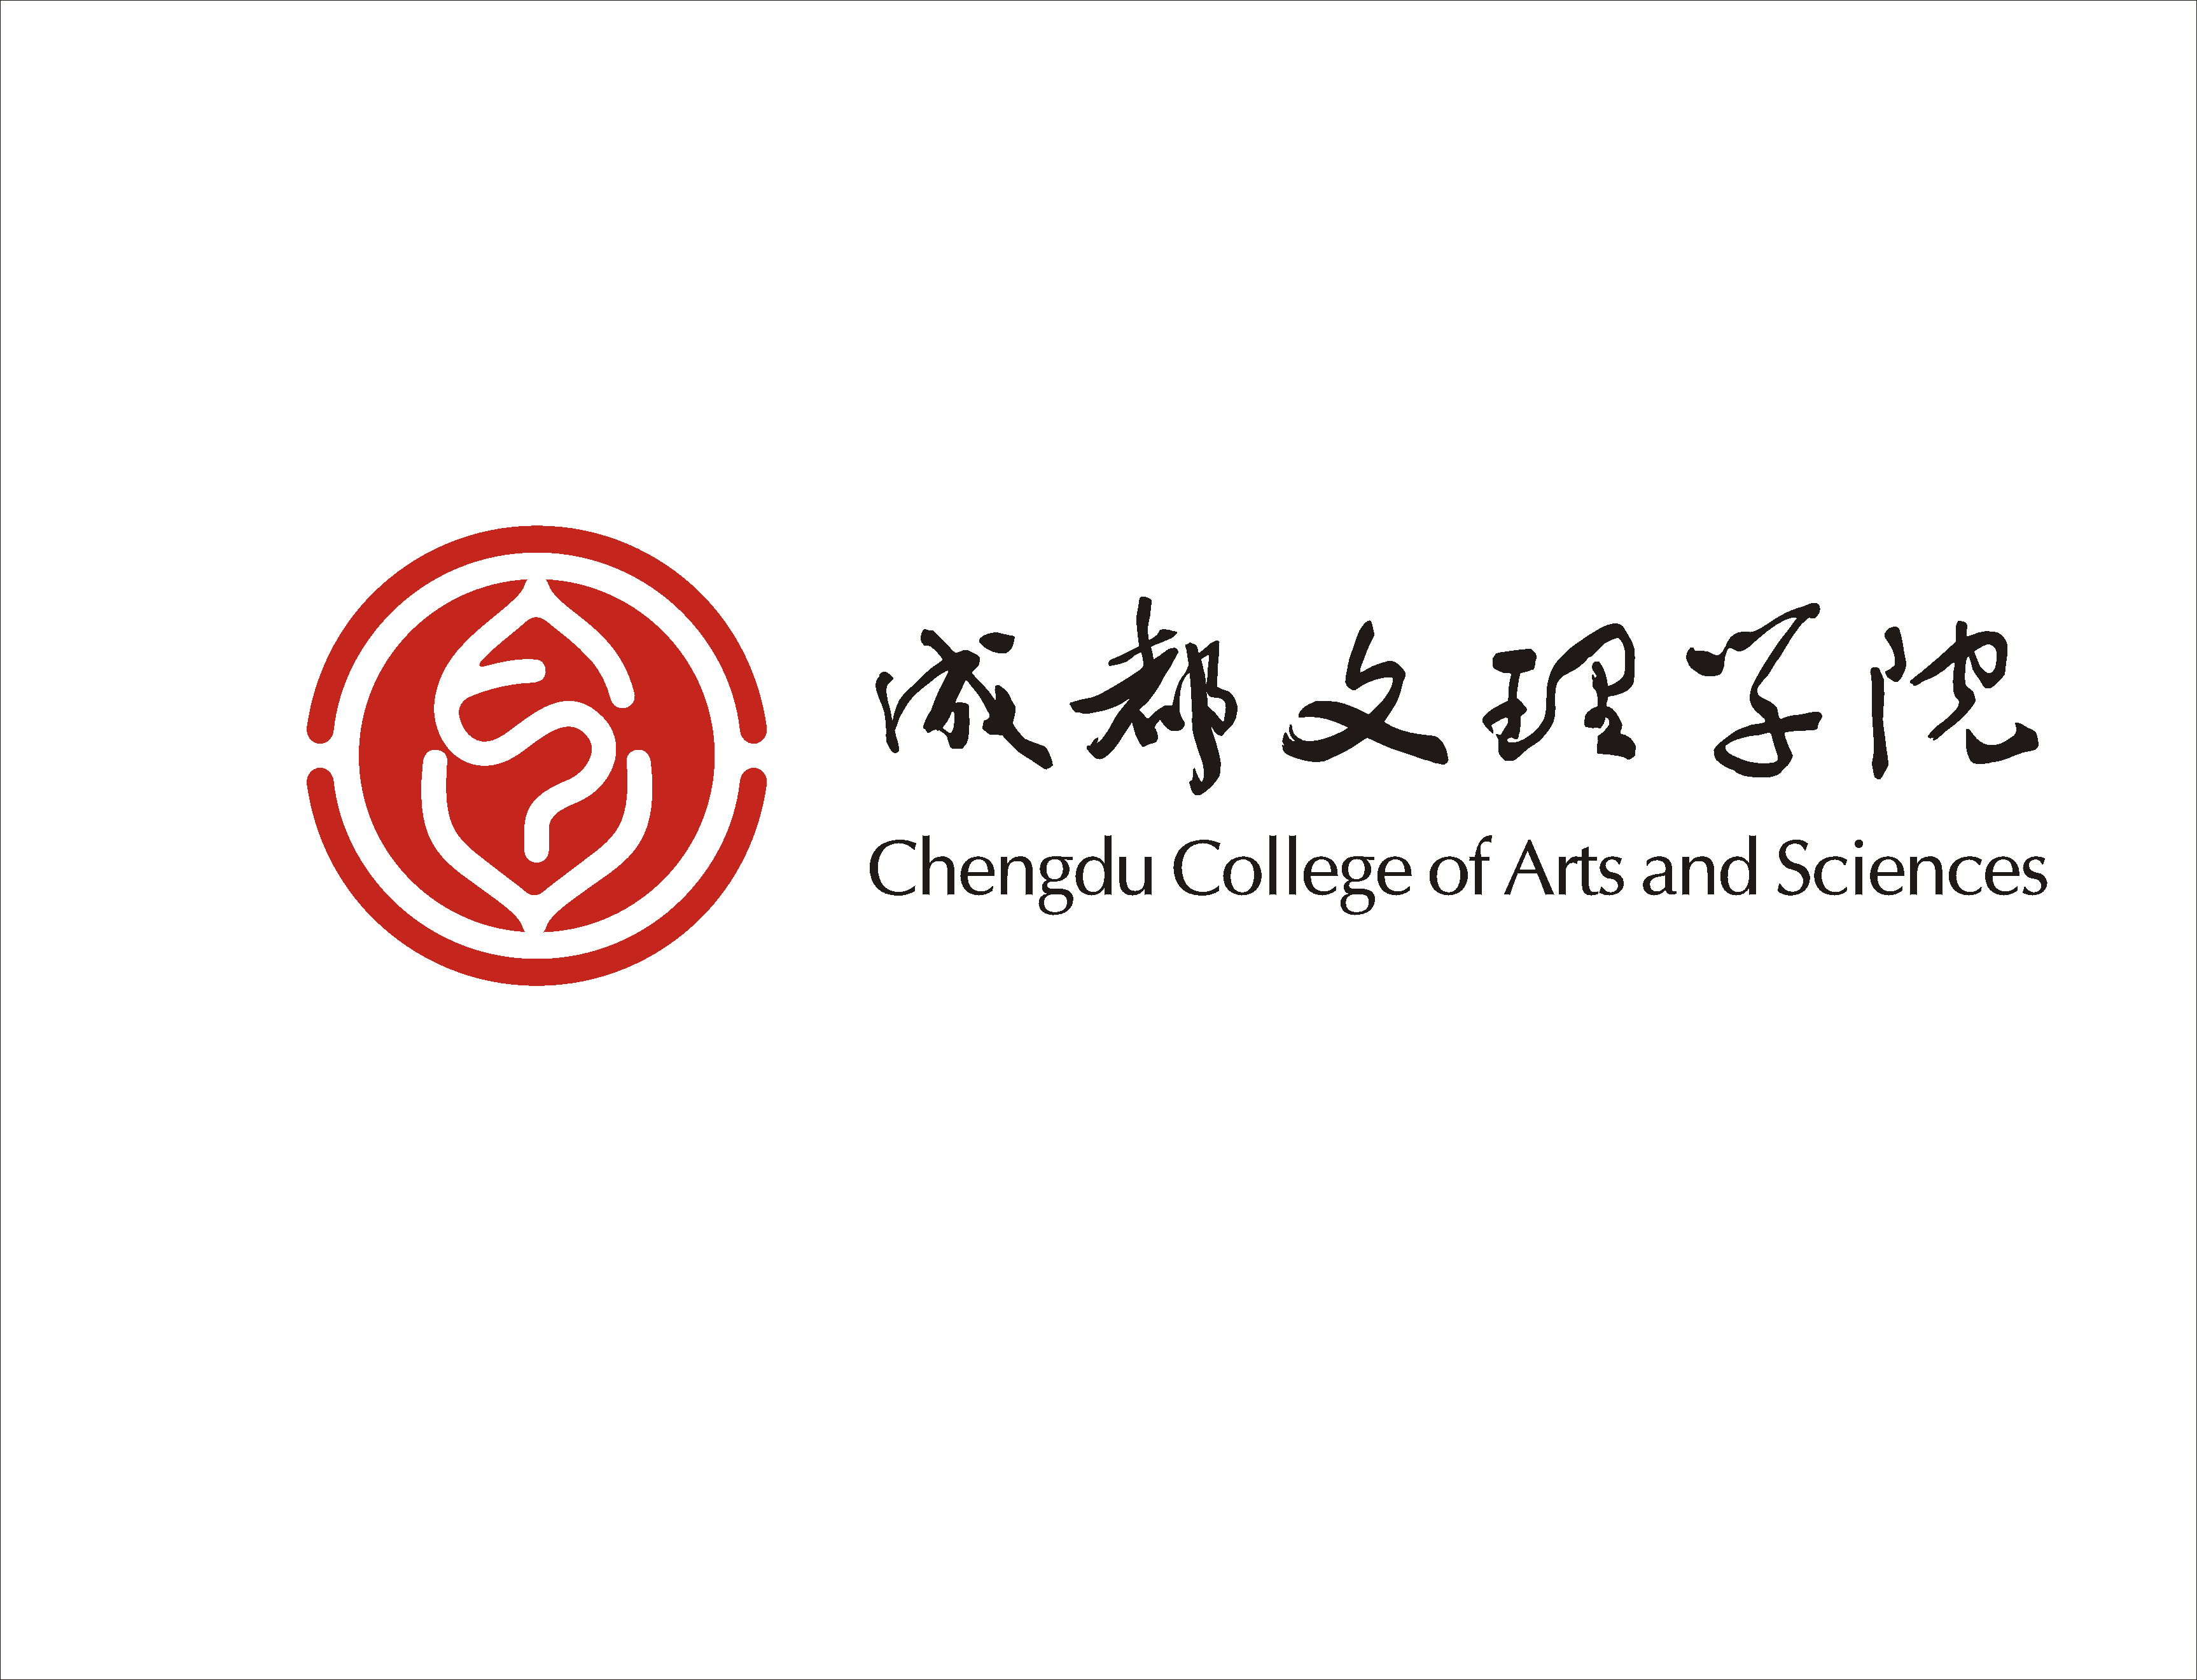 成都文理学院
Chengdu College of Arts and Sciences